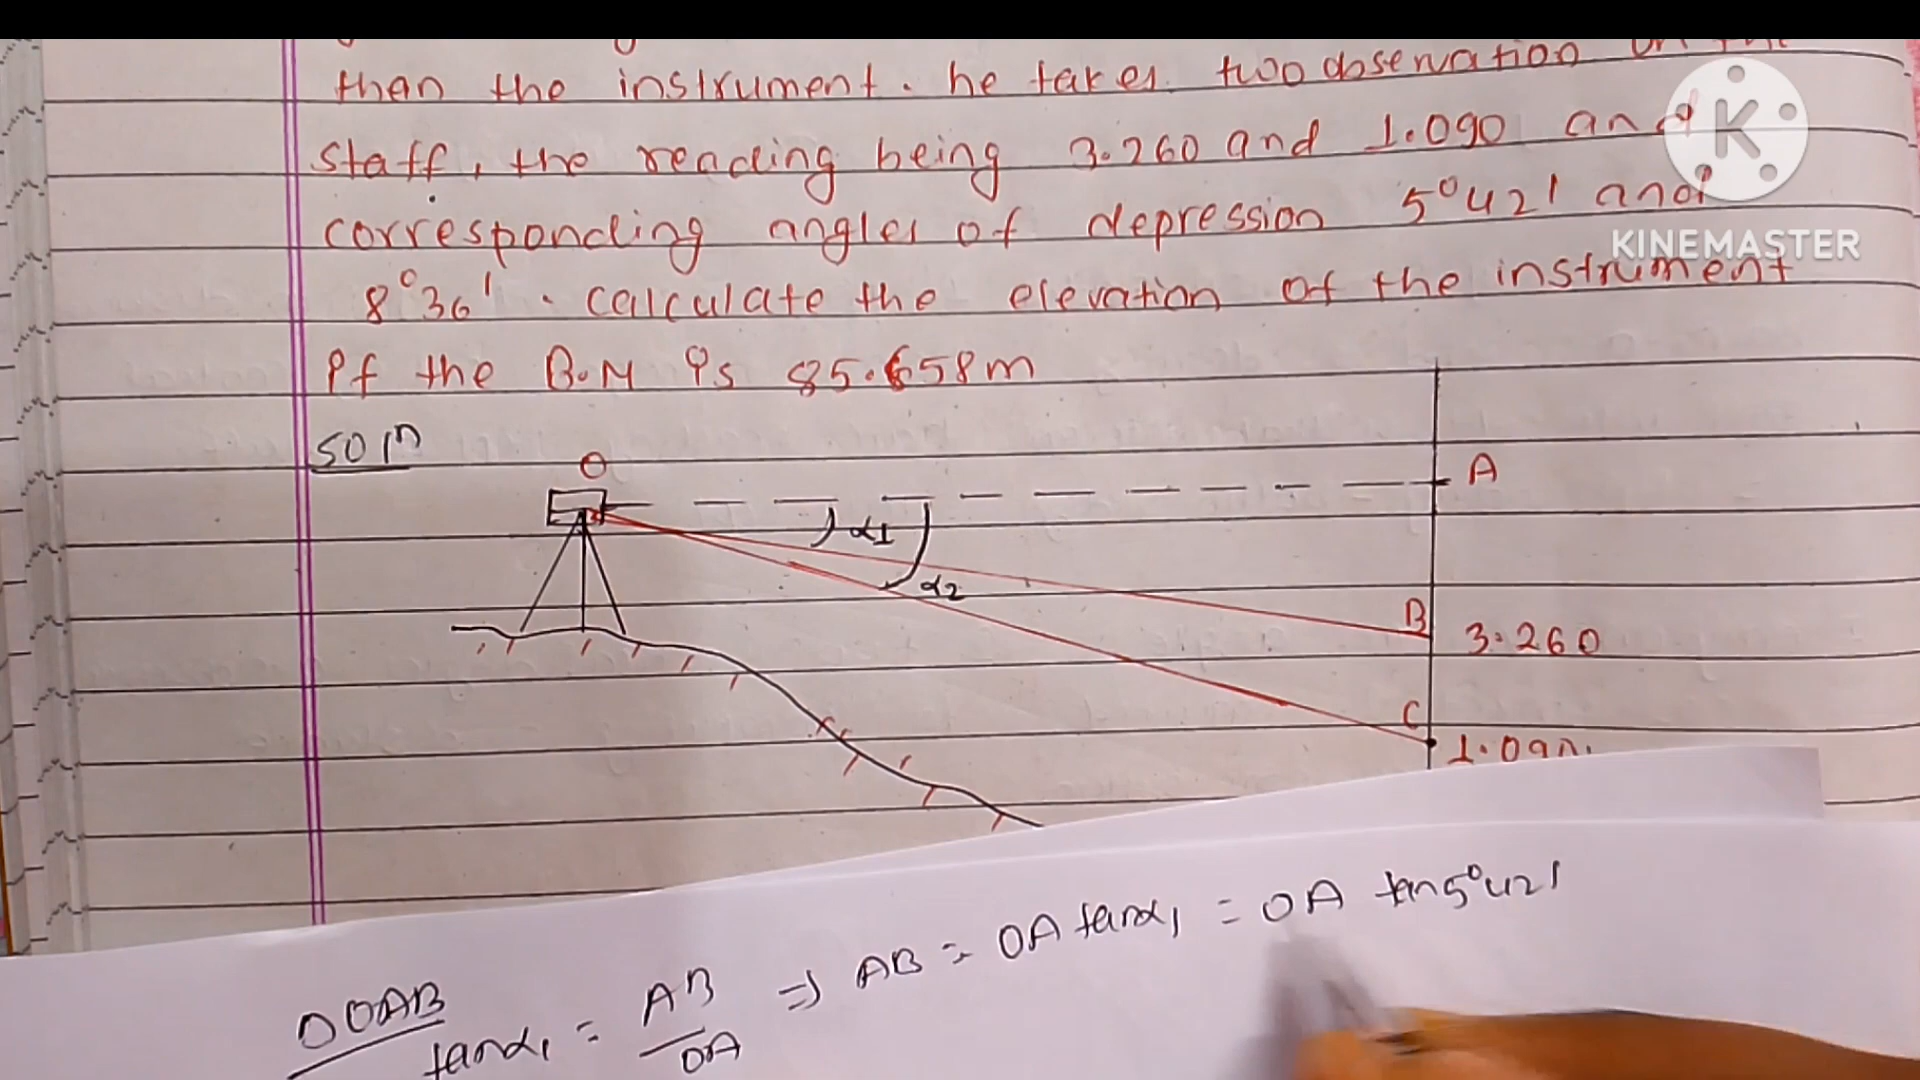 than the instrument. he takes two observation on the
staff, the reading being 3.260 and 1.090 and
corresponding angles of depression 5°42' and
8°36'. calculate the elevation of the instrument
if the B.M is 85.658m
Soln
O
A
α1
α2
B
3.260
C
1.090
K
KINEMASTER
ΔOAB
tanα1 = AB/OA ⇒ AB = OA tanα1 = OA tan5°42'